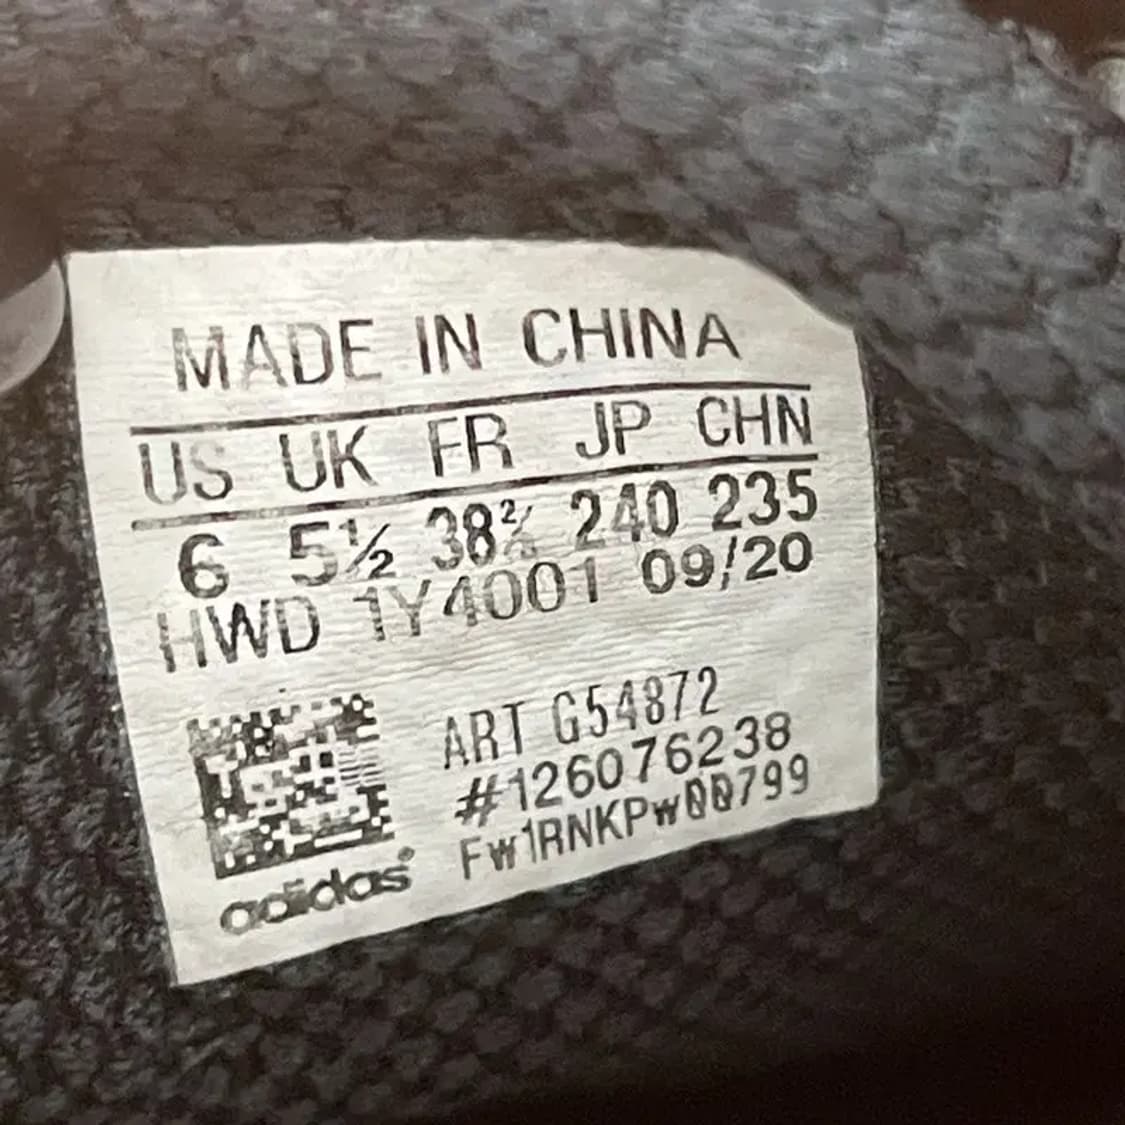 MADE IN CHINA
US UK FR JP CHN
6 5½ 38⅔ 240 235
HWD 1Y4001 09/20
ART G54872
#126076238
FW1RNKPW00799
adidas®